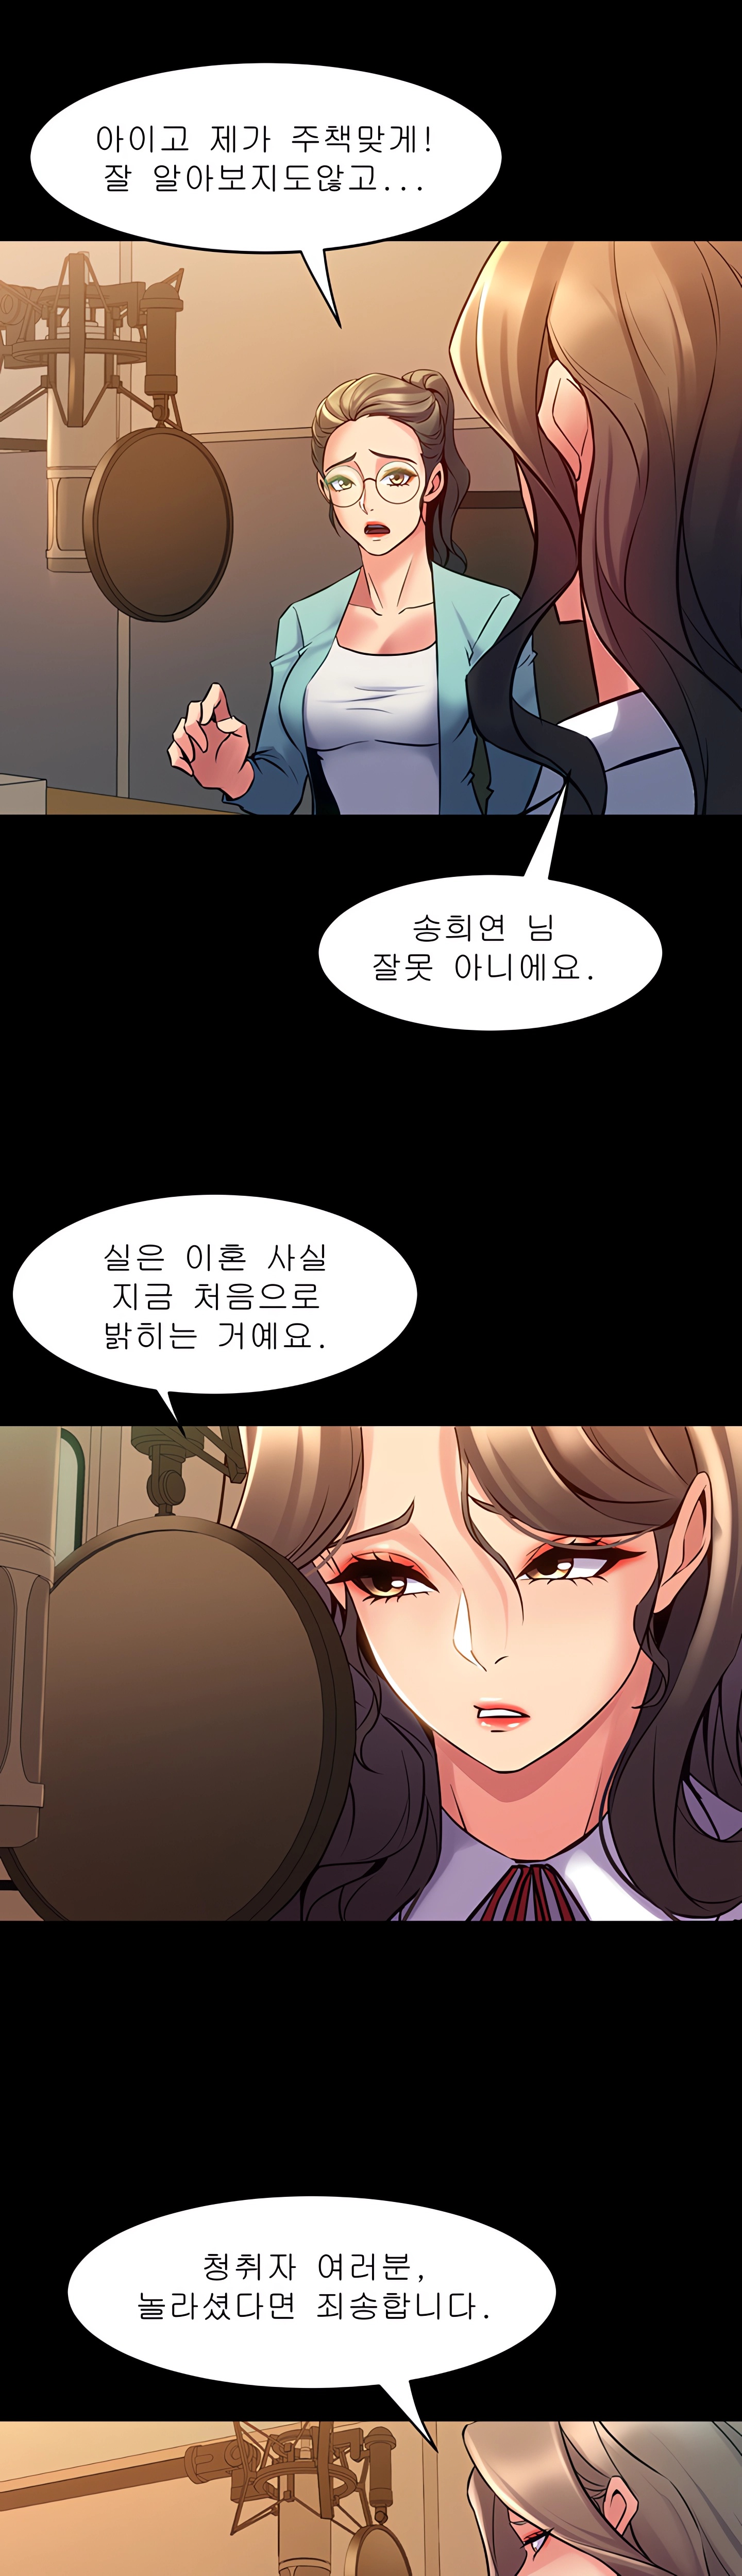 아이고 제가 주책맞게!
잘 알아보지도않고...
송희연 님
잘못 아니에요.
실은 이혼 사실
지금 처음으로
밝히는 거예요.
청취자 여러분,
놀라셨다면 죄송합니다.